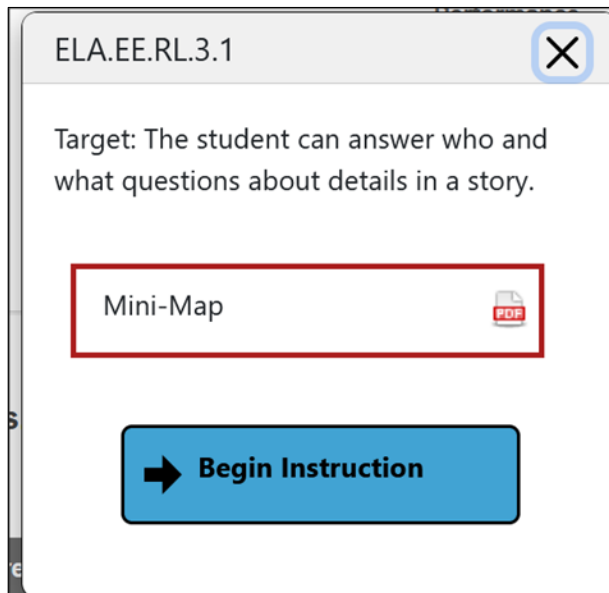 ELA.EE.RL.3.1
Target: The student can answer who and
what questions about details in a story.
Mini-Map
PDF
Begin Instruction